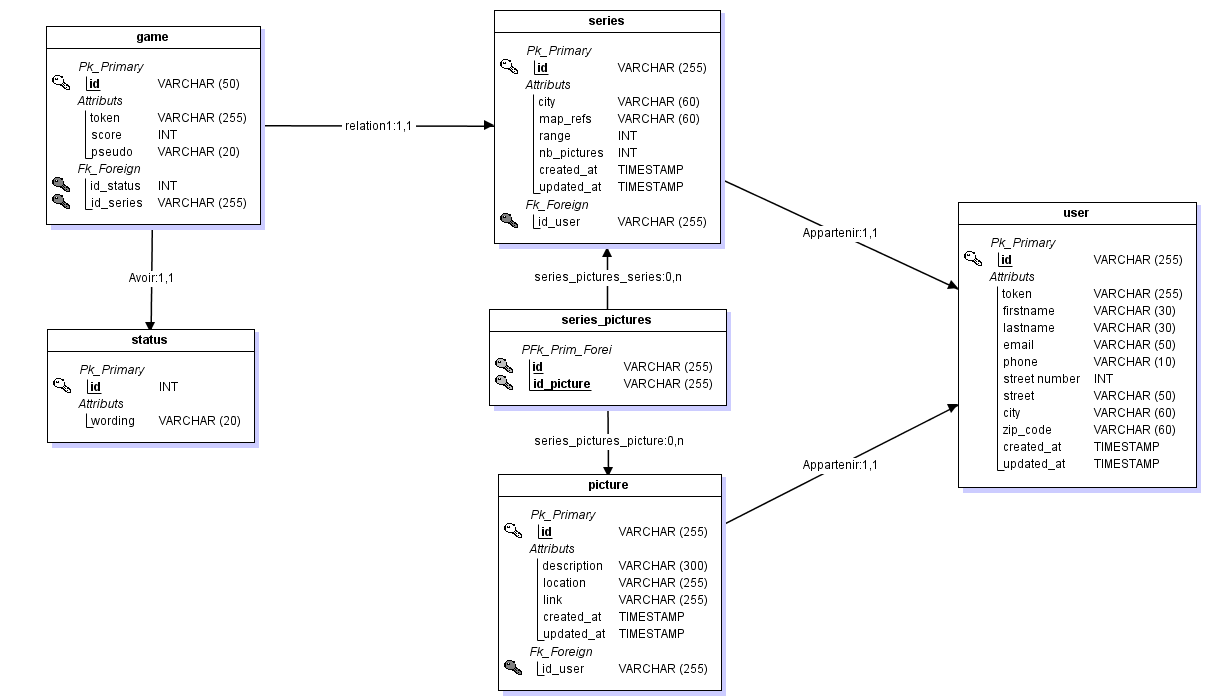 game
Pk_Primary
id VARCHAR (50)
Attributs
token VARCHAR (255)
score INT
pseudo VARCHAR (20)
Fk_Foreign
id_status INT
id_series VARCHAR (255)
relation1:1,1
series
Pk_Primary
id VARCHAR (255)
Attributs
city VARCHAR (60)
map_refs VARCHAR (60)
range INT
nb_pictures INT
created_at TIMESTAMP
updated_at TIMESTAMP
Fk_Foreign
id_user VARCHAR (255)
Appartenir:1,1
user
Pk_Primary
id VARCHAR (255)
Attributs
token VARCHAR (255)
firstname VARCHAR (30)
lastname VARCHAR (30)
email VARCHAR (50)
phone VARCHAR (10)
street number INT
street VARCHAR (50)
city VARCHAR (60)
zip_code VARCHAR (60)
created_at TIMESTAMP
updated_at TIMESTAMP
Avoir:1,1
status
Pk_Primary
id INT
Attributs
wording VARCHAR (20)
series_pictures_series:0,n
series_pictures
PFk_Prim_Forei
id VARCHAR (255)
id_picture VARCHAR (255)
series_pictures_picture:0,n
Appartenir:1,1
picture
Pk_Primary
id VARCHAR (255)
Attributs
description VARCHAR (300)
location VARCHAR (255)
link VARCHAR (255)
created_at TIMESTAMP
updated_at TIMESTAMP
Fk_Foreign
id_user VARCHAR (255)